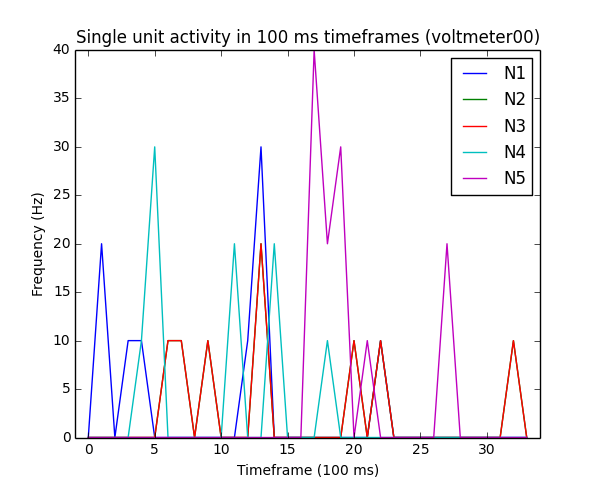 Single unit activity in 100 ms timeframes (voltmeter00)
40
35
30
25
20
15
10
5
0
Frequency (Hz)
N1
N2
N3
N4
N5
0 5 10 15 20 25 30
Timeframe (100 ms)